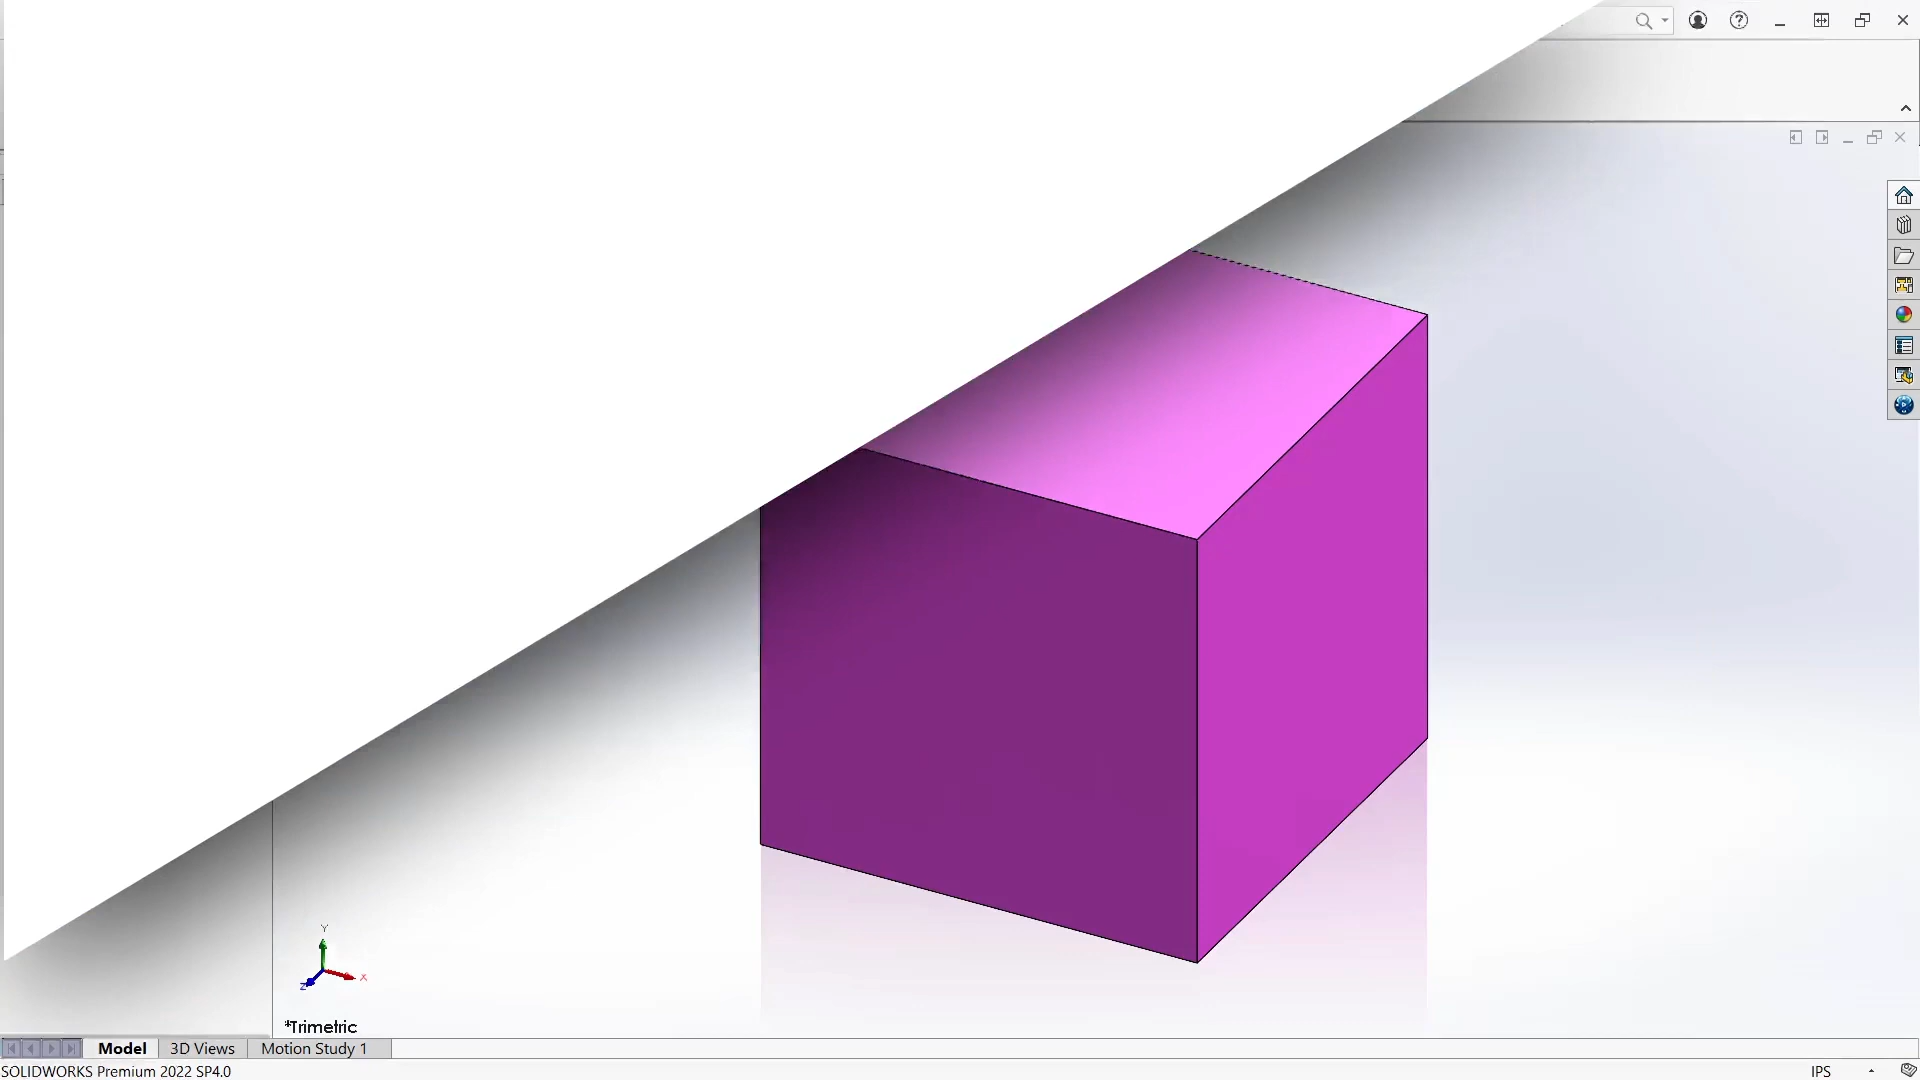 Y
X
Z
*Trimetric
Model
3D Views
Motion Study 1
SOLIDWORKS Premium 2022 SP4.0
IPS